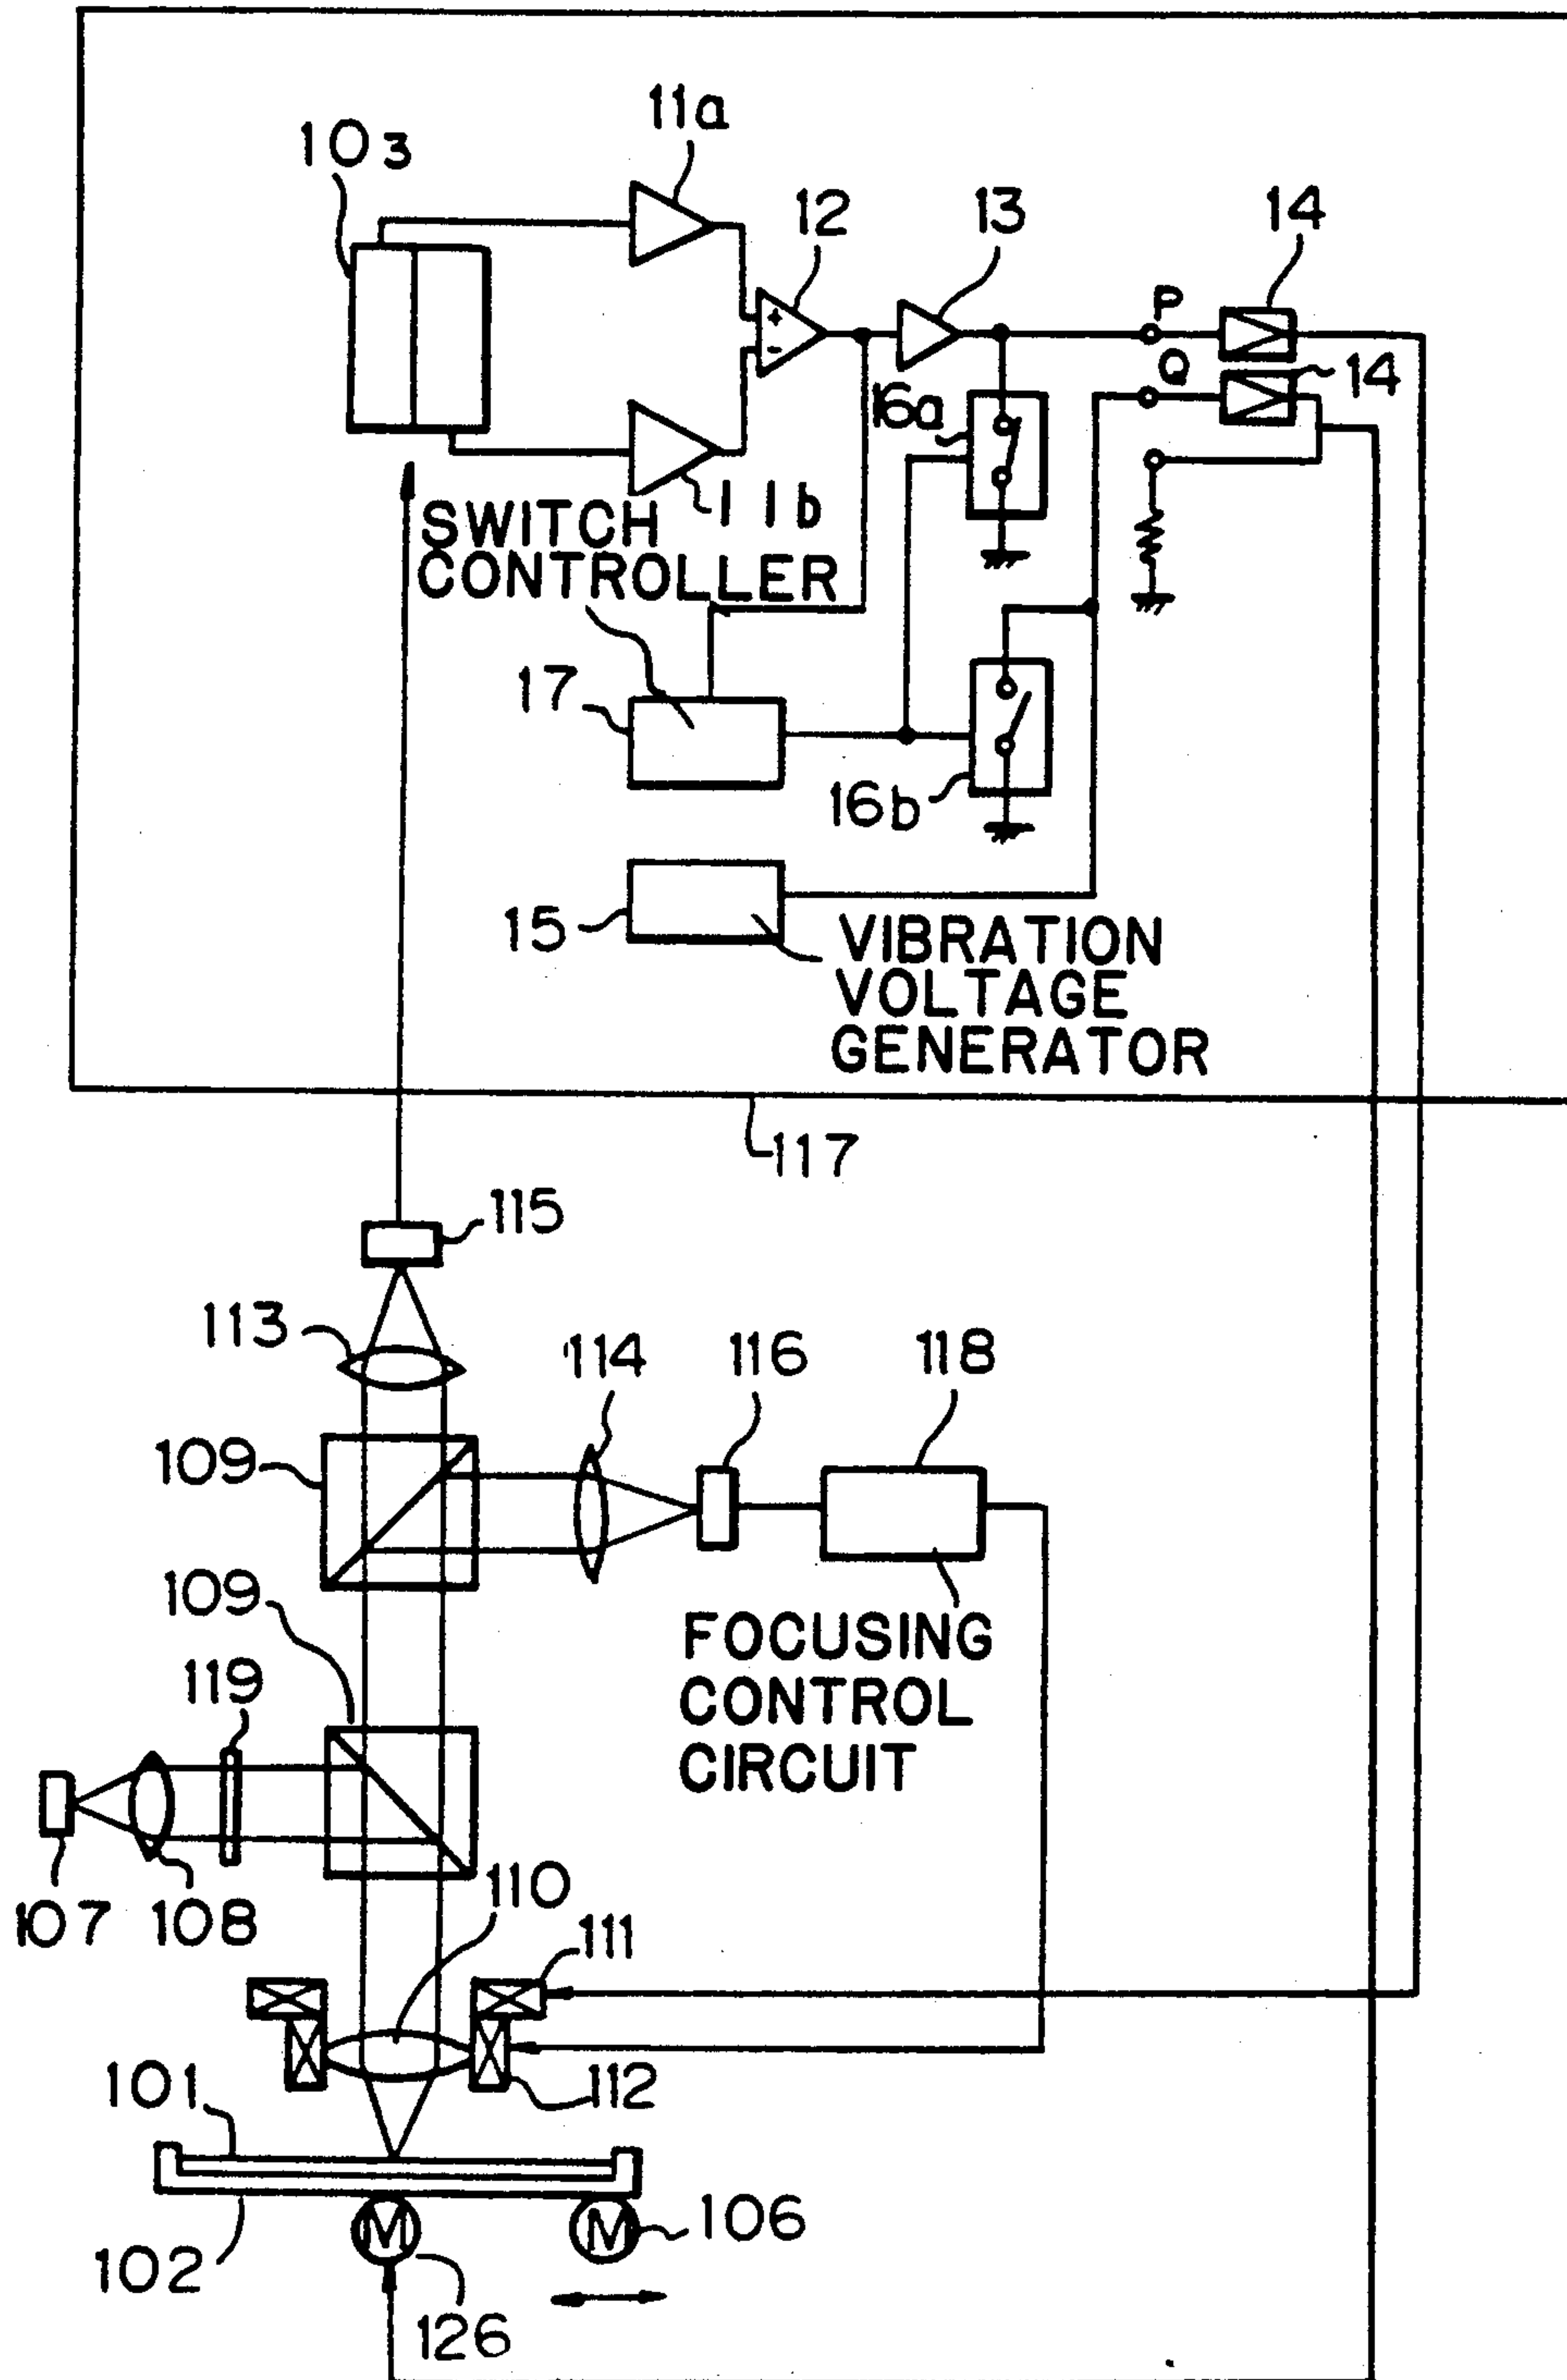 11a
103
12
13
14
P
Q
14
16a
+
-
11b
SWITCH
CONTROLLER
17
16b
15
VIBRATION
VOLTAGE
GENERATOR
117
115
113
114
116
118
109
109
FOCUSING
CONTROL
CIRCUIT
119
110
107
108
111
112
101
M
M
106
102
126